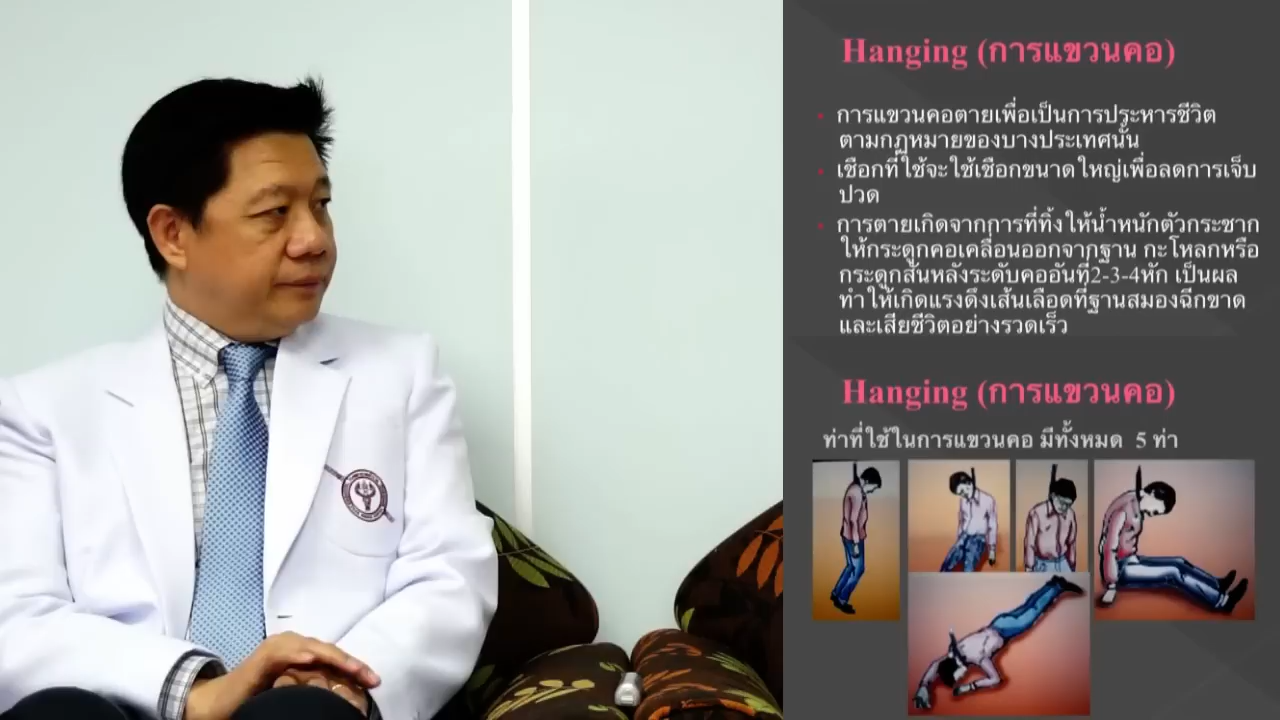 Hanging (การแขวนคอ)
• การแขวนคอตายเพื่อเป็นการประหารชีวิต
ตามกฎหมายของบางประเทศนั้น
• เชือกที่ใช้จะใช้เชือกขนาดใหญ่เพื่อลดการเจ็บ
ปวด
• การตายเกิดจากการที่ทิ้งให้น้ำหนักตัวกระชาก
ให้กระดูกคอเคลื่อนออกจากฐาน กะโหลกหรือ
กระดูกสันหลังระดับคออันที่2-3-4หัก เป็นผล
ทำให้เกิดแรงดึงเส้นเลือดที่ฐานสมองฉีกขาด
และเสียชีวิตอย่างรวดเร็ว
Hanging (การแขวนคอ)
ท่าที่ใช้ในการแขวนคอ มีทั้งหมด 5 ท่า